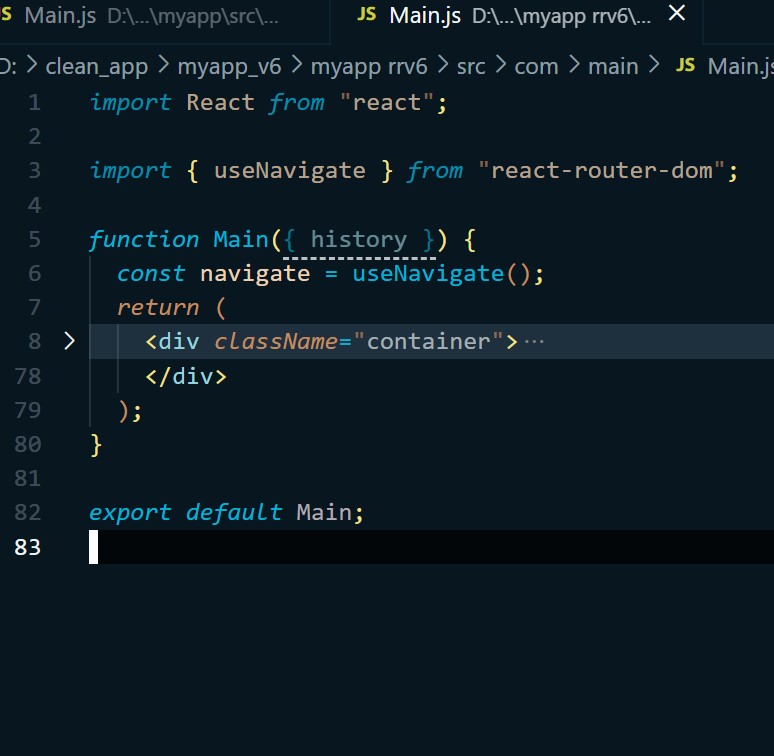 S Main.js D:\...\myapp\src\... JS Main.js D:\...\myapp rrv6\...
D: > clean_app > myapp_v6 > myapp rrv6 > src > com > main > JS Main.js
1 import React from "react";
2
3 import { useNavigate } from "react-router-dom";
4
5 function Main({ history }) {
6 const navigate = useNavigate();
7 return (
8 <div className="container">···
78 </div>
79 );
80 }
81
82 export default Main;
83